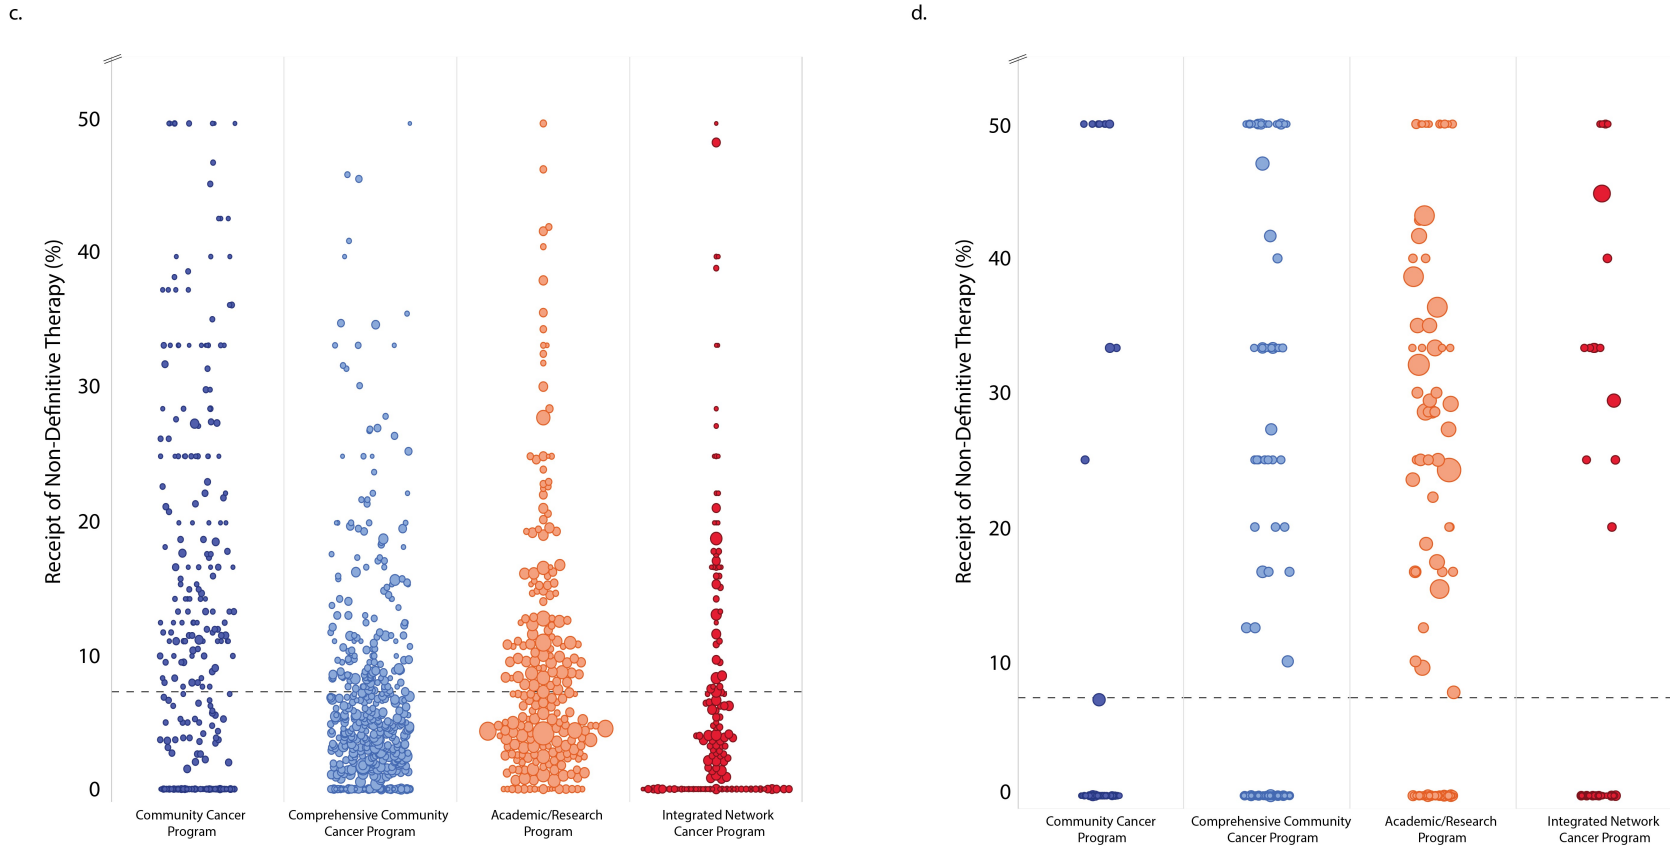 c.
Receipt of Non-Definitive Therapy (%)
50
40
30
20
10
0
Community Cancer
Program
Comprehensive Community
Cancer Program
Academic/Research
Program
Integrated Network
Cancer Program
d.
Receipt of Non-Definitive Therapy (%)
50
40
30
20
10
0
Community Cancer
Program
Comprehensive Community
Cancer Program
Academic/Research
Program
Integrated Network
Cancer Program